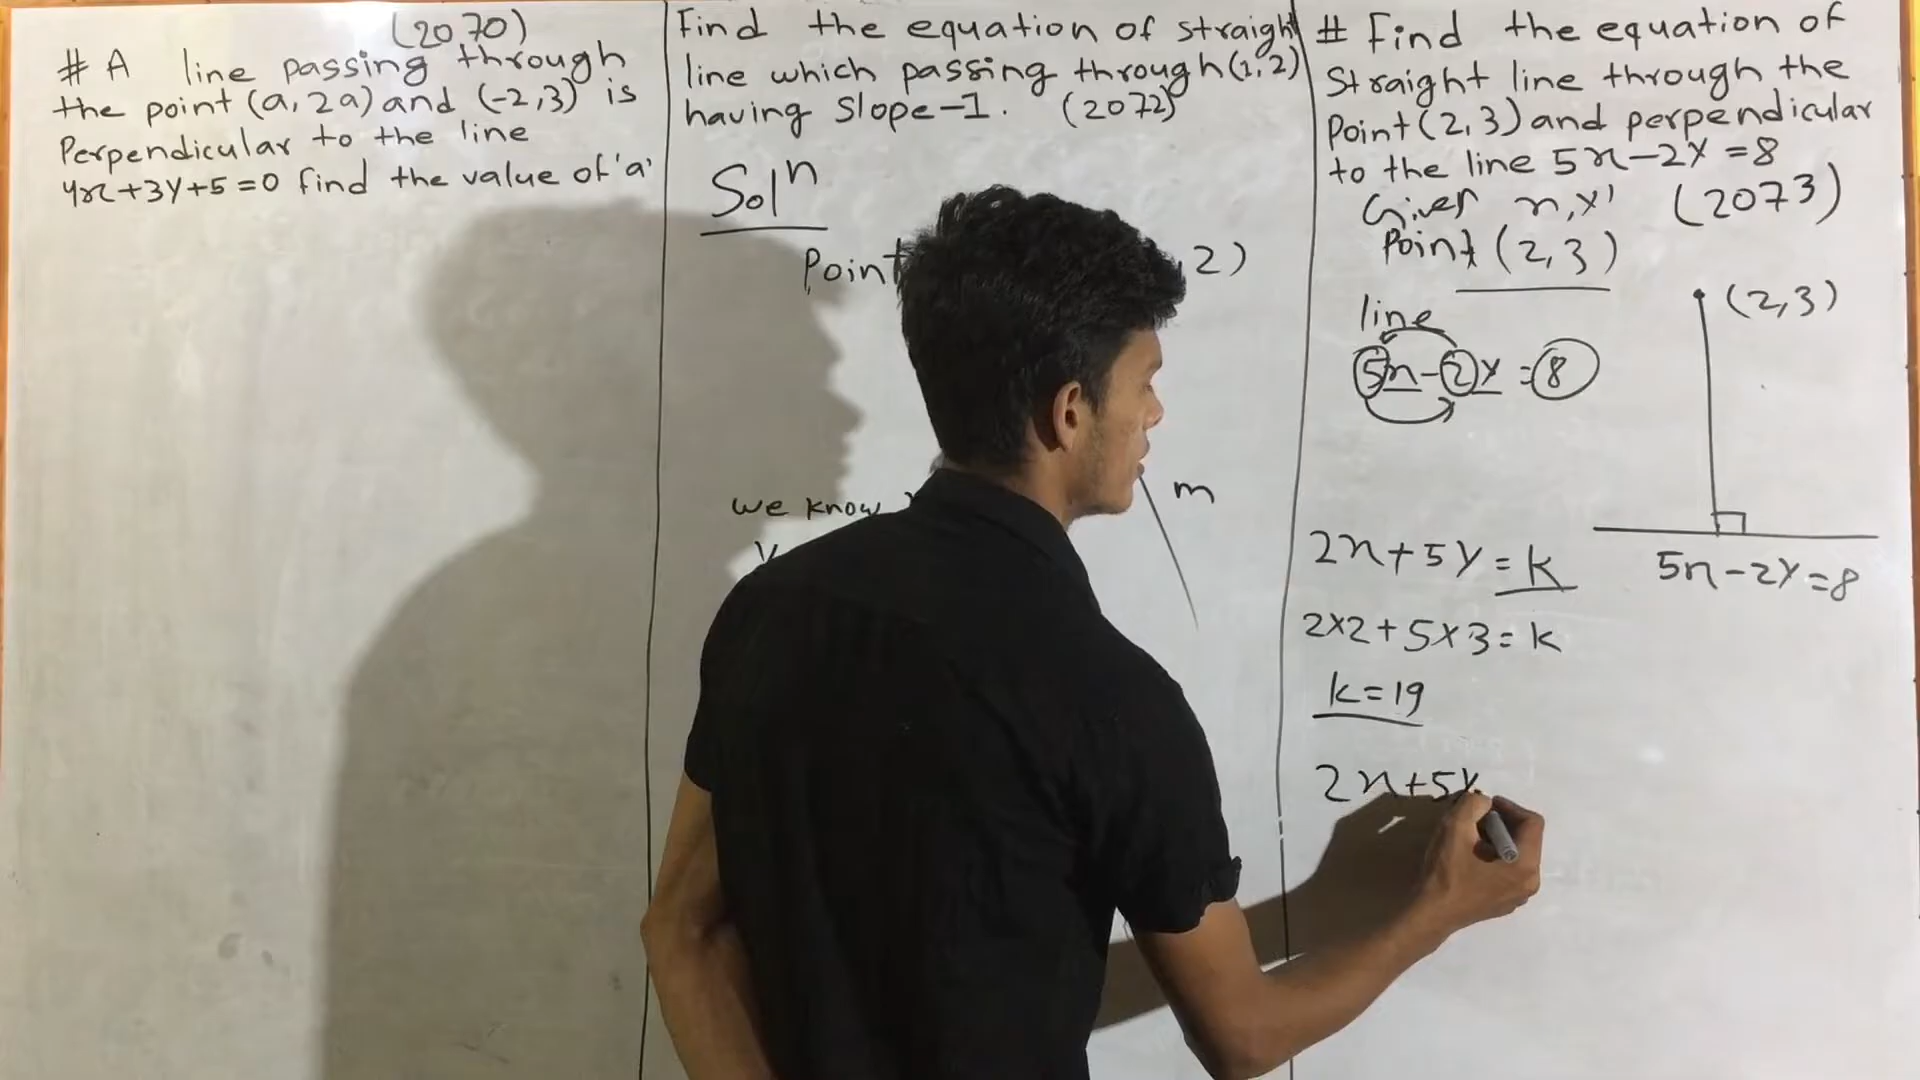 (2070)
# A line passing through
the point (a, 2a) and (-2, 3) is
Perpendicular to the line
4x+3y+5=0 find the value of 'a'
Find the equation of straight
line which passing through (1, 2)
having slope -1. (2072)
Solⁿ
Point
, 2)
we know
m
# Find the equation of
Straight line through the
Point (2, 3) and perpendicular
to the line 5x-2y=8
Given x, y' (2073)
Point (2, 3)
line
5x-2y=8
(2, 3)
5x-2y=8
2x+5y=k
2×2+5×3=k
k=19
2x+5y